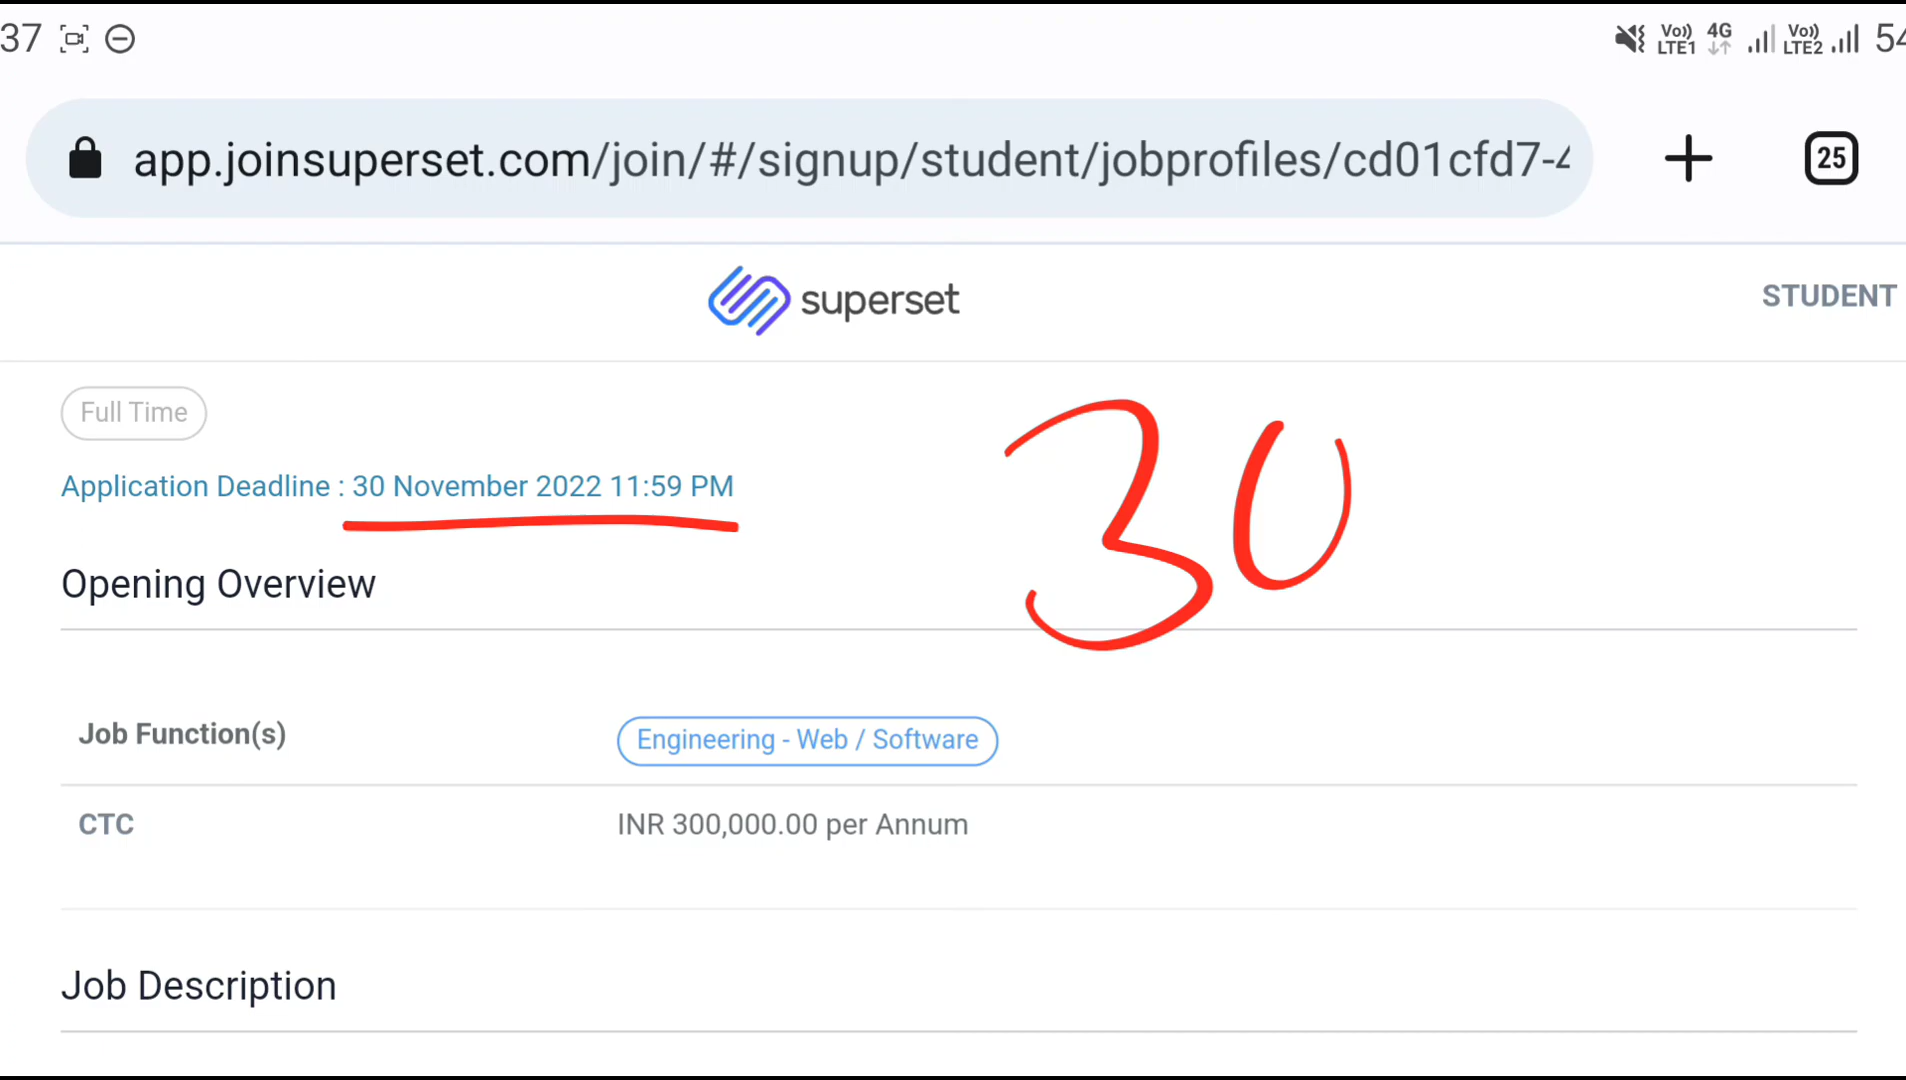 37
Vo)) LTE1 4G Vo)) LTE2 54
app.joinsuperset.com/join/#/signup/student/jobprofiles/cd01cfd7-4
25
superset
STUDENT
Full Time
Application Deadline : 30 November 2022 11:59 PM
30
Opening Overview
Job Function(s) Engineering - Web / Software
CTC INR 300,000.00 per Annum
Job Description